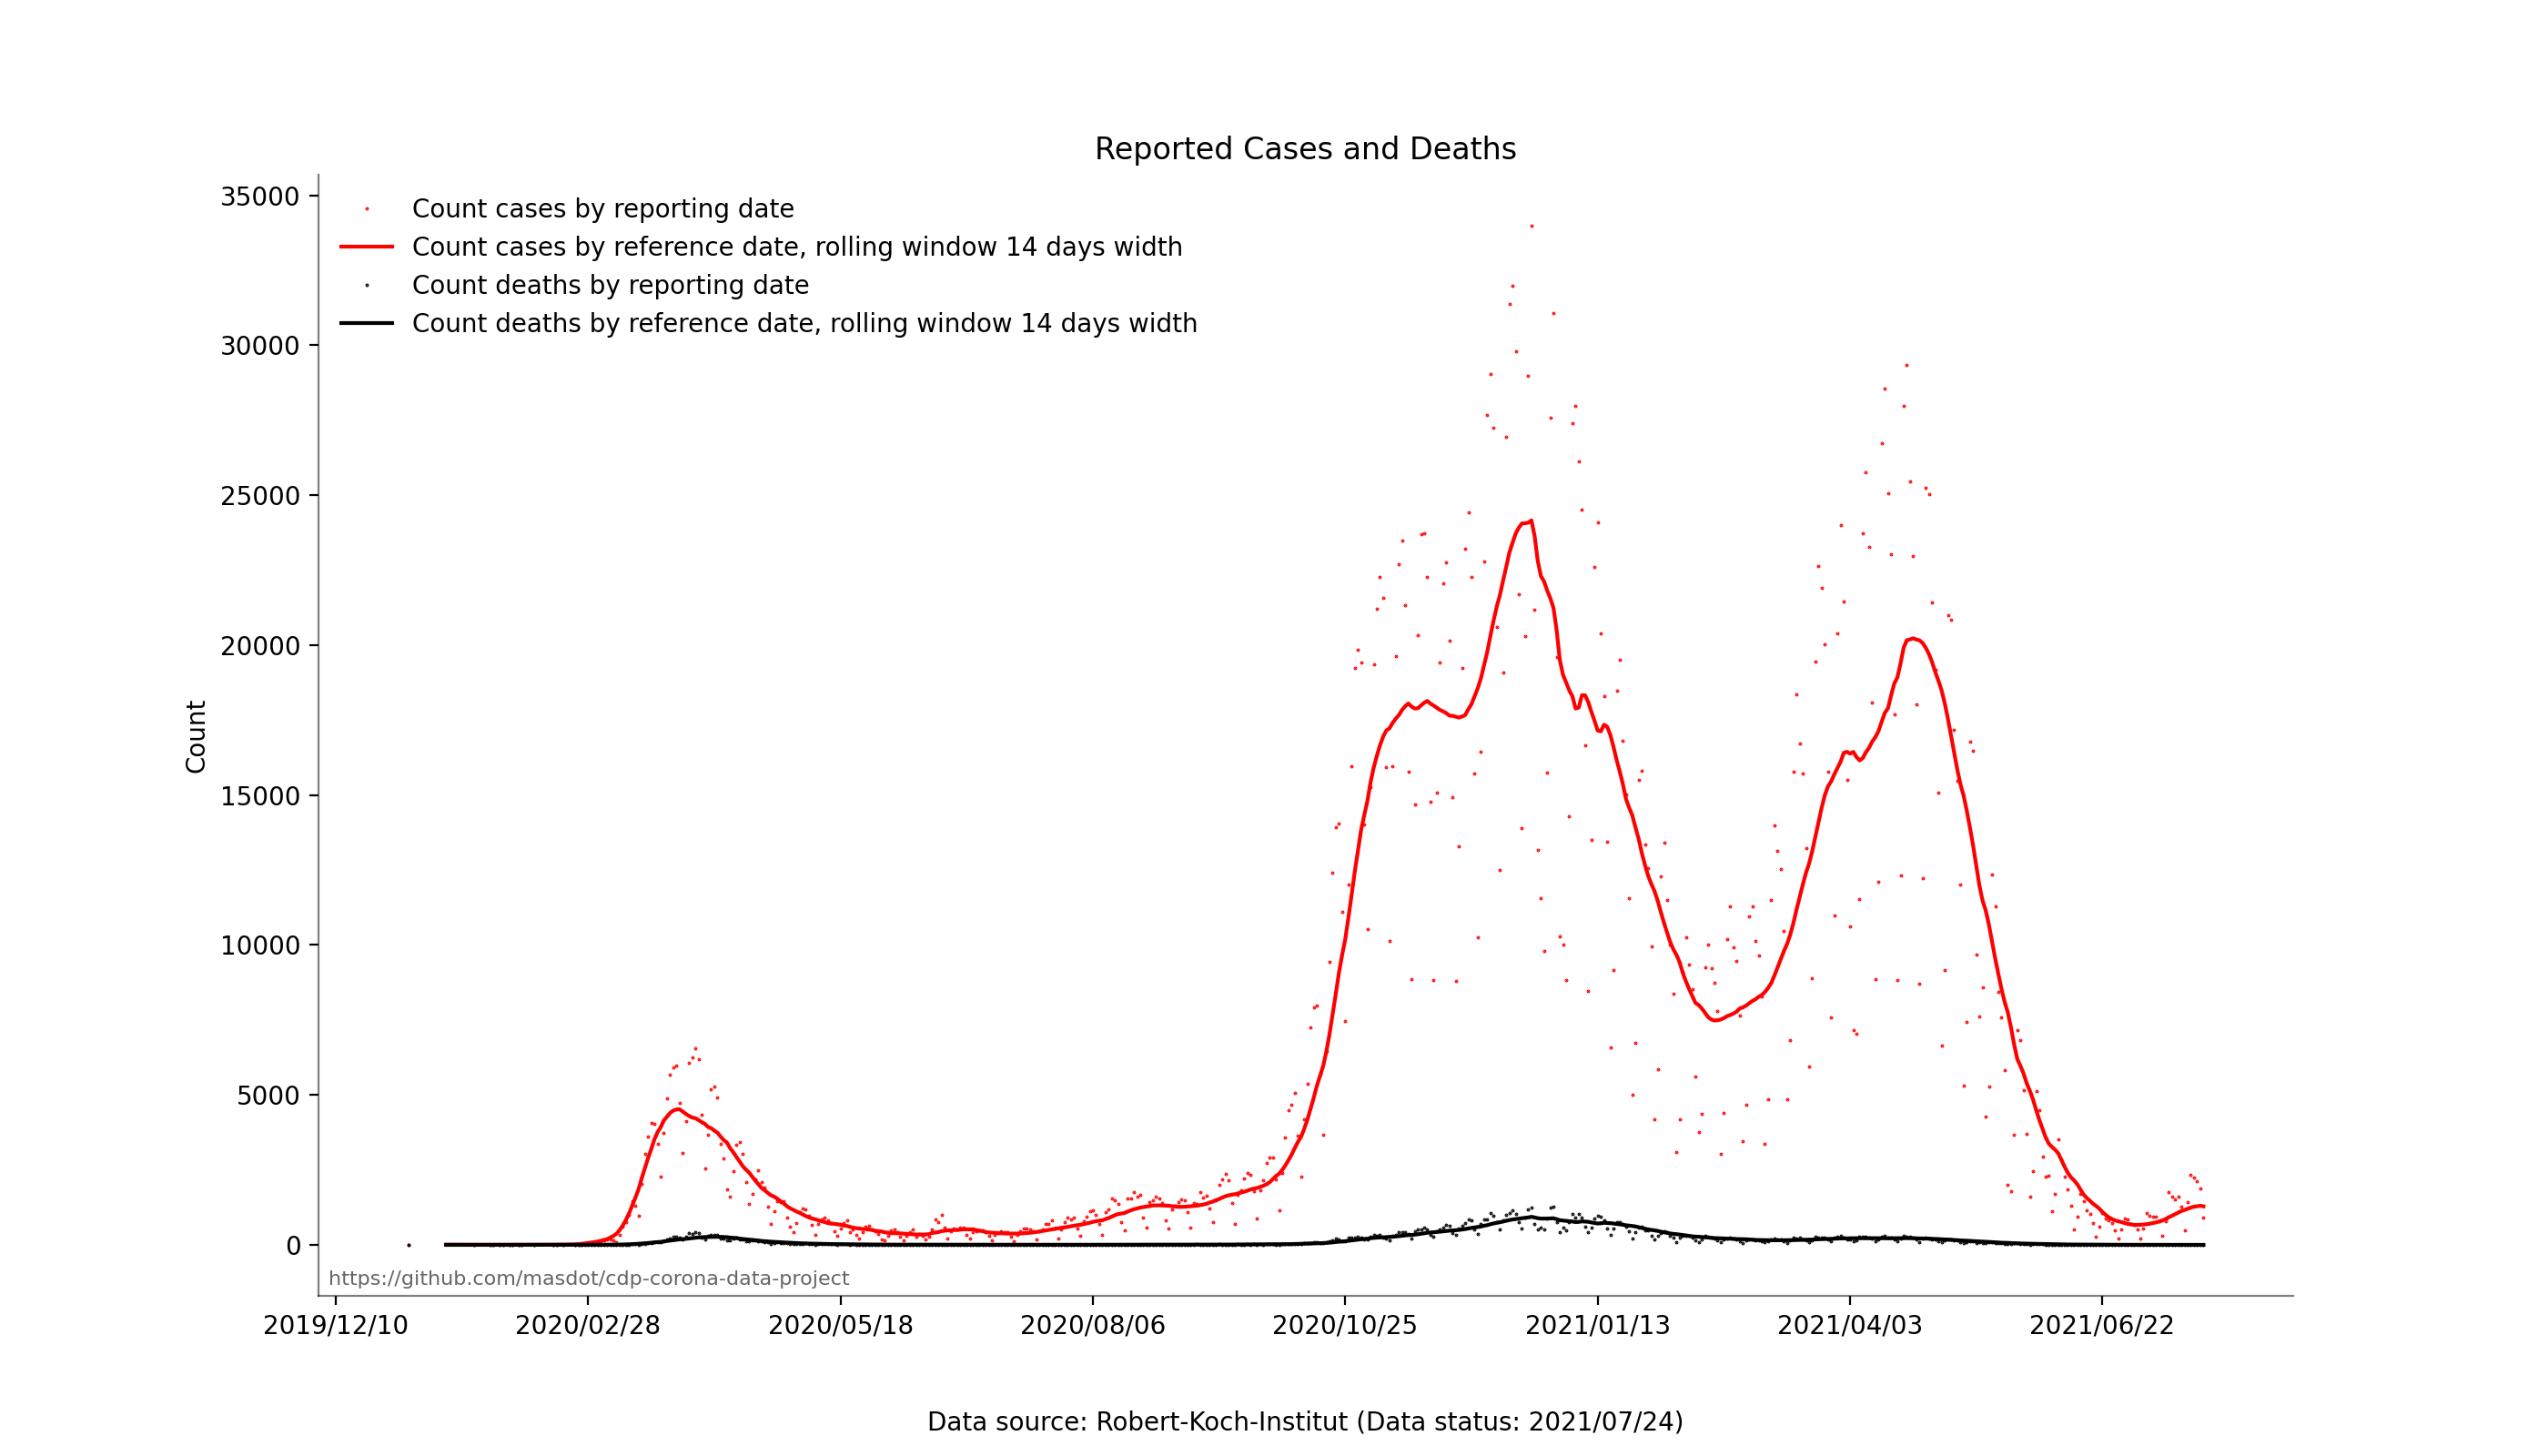 Reported Cases and Deaths
Count cases by reporting date
Count cases by reference date, rolling window 14 days width
Count deaths by reporting date
Count deaths by reference date, rolling window 14 days width
35000
30000
25000
20000
15000
10000
5000
0
Count
https://github.com/masdot/cdp-corona-data-project
2019/12/10 2020/02/28 2020/05/18 2020/08/06 2020/10/25 2021/01/13 2021/04/03 2021/06/22
Data source: Robert-Koch-Institut (Data status: 2021/07/24)